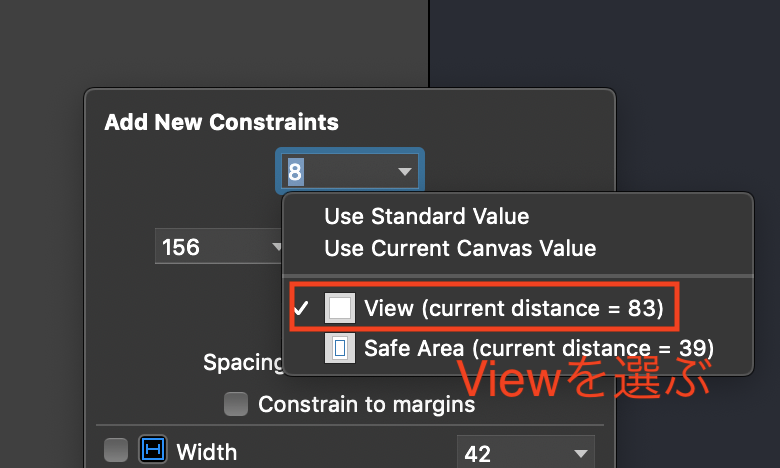 Add New Constraints
8
Use Standard Value
156
Use Current Canvas Value
✓ View (current distance = 83)
Safe Area (current distance = 39)
Spacing
Viewを選ぶ
Constrain to margins
Width
42